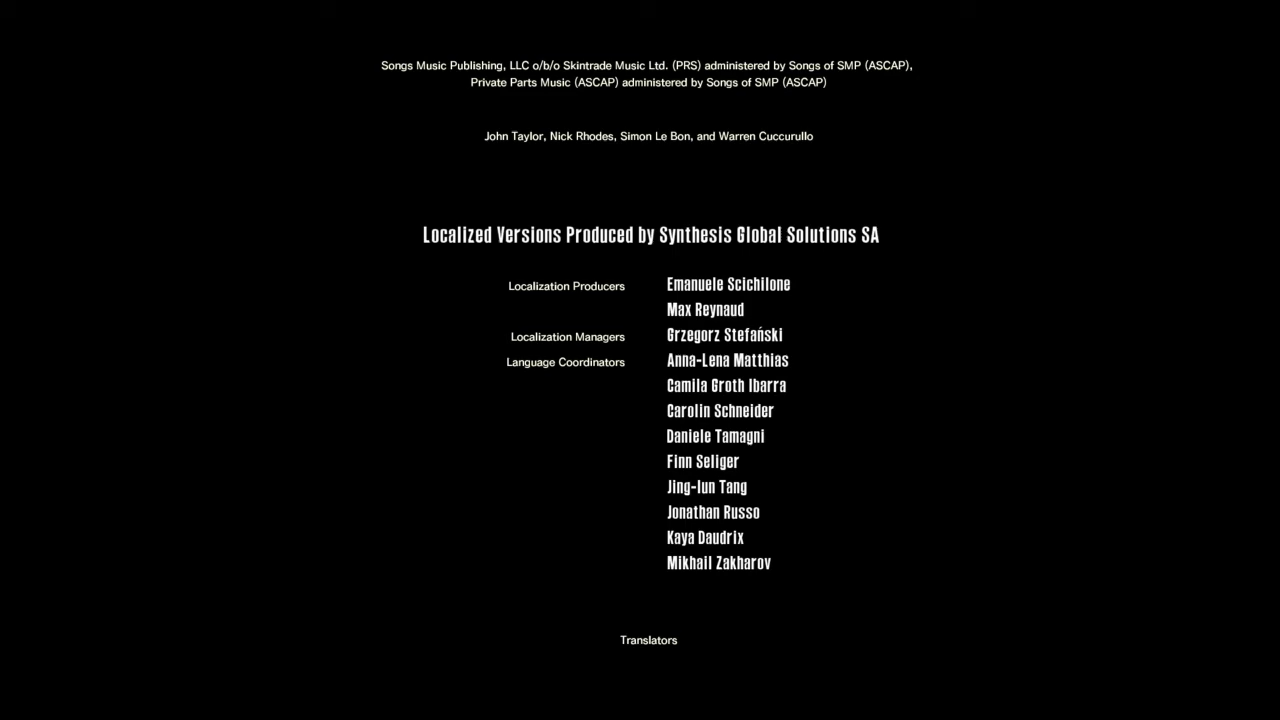 Songs Music Publishing, LLC o/b/o Skintrade Music Ltd. (PRS) administered by Songs of SMP (ASCAP),
Private Parts Music (ASCAP) administered by Songs of SMP (ASCAP)
John Taylor, Nick Rhodes, Simon Le Bon, and Warren Cuccurullo
Localized Versions Produced by Synthesis Global Solutions SA
Localization Producers Emanuele Scichilone
Max Reynaud
Localization Managers Grzegorz Stefański
Language Coordinators Anna-Lena Matthias
Camila Groth Ibarra
Carolin Schneider
Daniele Tamagni
Finn Seliger
Jing-Iun Tang
Jonathan Russo
Kaya Daudrix
Mikhail Zakharov
Translators